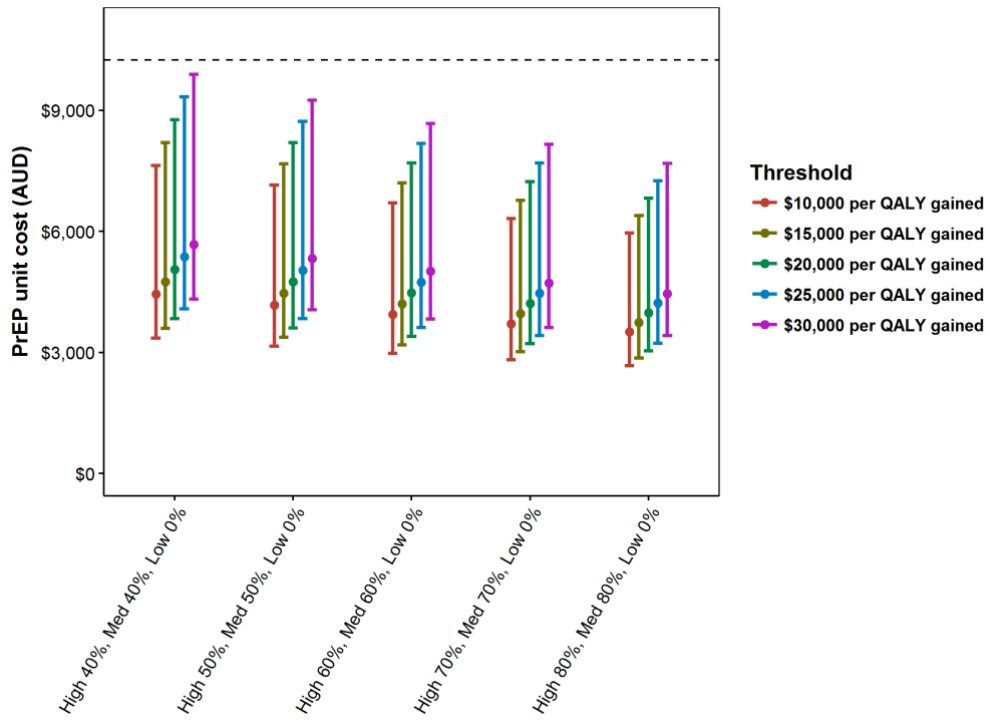 PrEP unit cost (AUD)
$9,000
$6,000
$3,000
$0
High 40%, Med 40%, Low 0%
High 50%, Med 50%, Low 0%
High 60%, Med 60%, Low 0%
High 70%, Med 70%, Low 0%
High 80%, Med 80%, Low 0%
Threshold
$10,000 per QALY gained
$15,000 per QALY gained
$20,000 per QALY gained
$25,000 per QALY gained
$30,000 per QALY gained